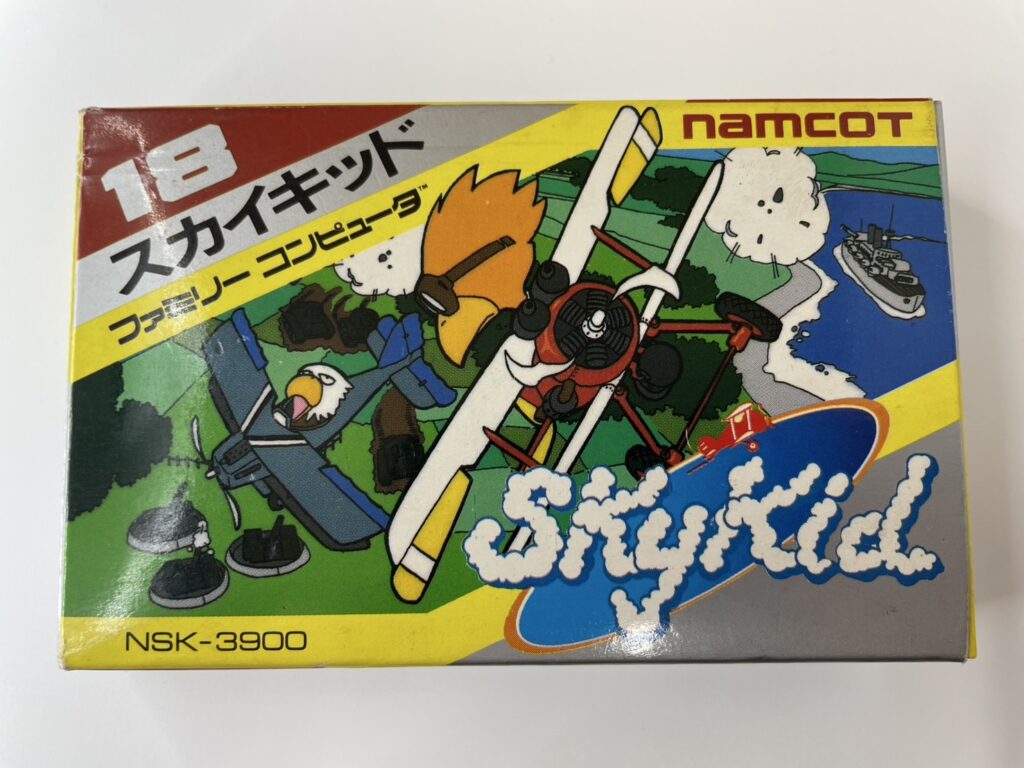 18
スカイキッド
ファミリー コンピュータ™
namcot
SkyKid
NSK-3900